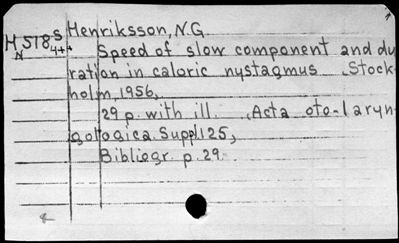 Henriksson, N.G.
M 518 S
N 4++
Speed of slow component and du
ration in caloric nystagmus. Stock-
holm, 1956,
29 p. with ill. (Acta oto-laryn-
gologica. Suppl 125,
Bibliogr. p. 29.